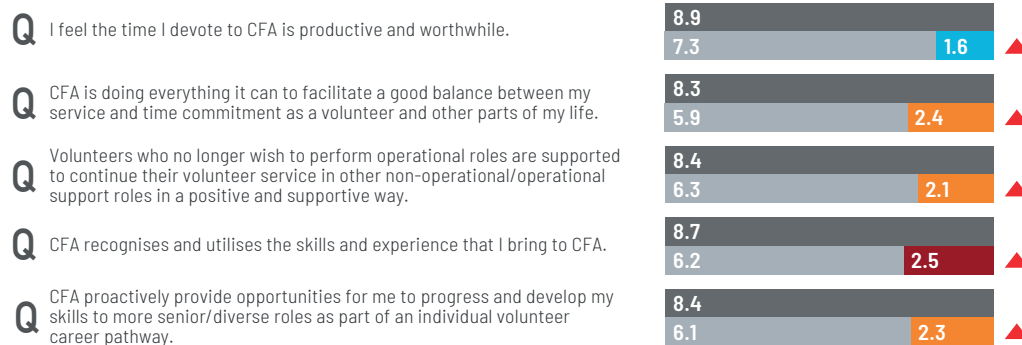 Q I feel the time I devote to CFA is productive and worthwhile.
8.9
7.3 1.6
Q CFA is doing everything it can to facilitate a good balance between my
service and time commitment as a volunteer and other parts of my life.
8.3
5.9 2.4
Q Volunteers who no longer wish to perform operational roles are supported
to continue their volunteer service in other non-operational/operational
support roles in a positive and supportive way.
8.4
6.3 2.1
Q CFA recognises and utilises the skills and experience that I bring to CFA.
8.7
6.2 2.5
Q CFA proactively provide opportunities for me to progress and develop my
skills to more senior/diverse roles as part of an individual volunteer
career pathway.
8.4
6.1 2.3